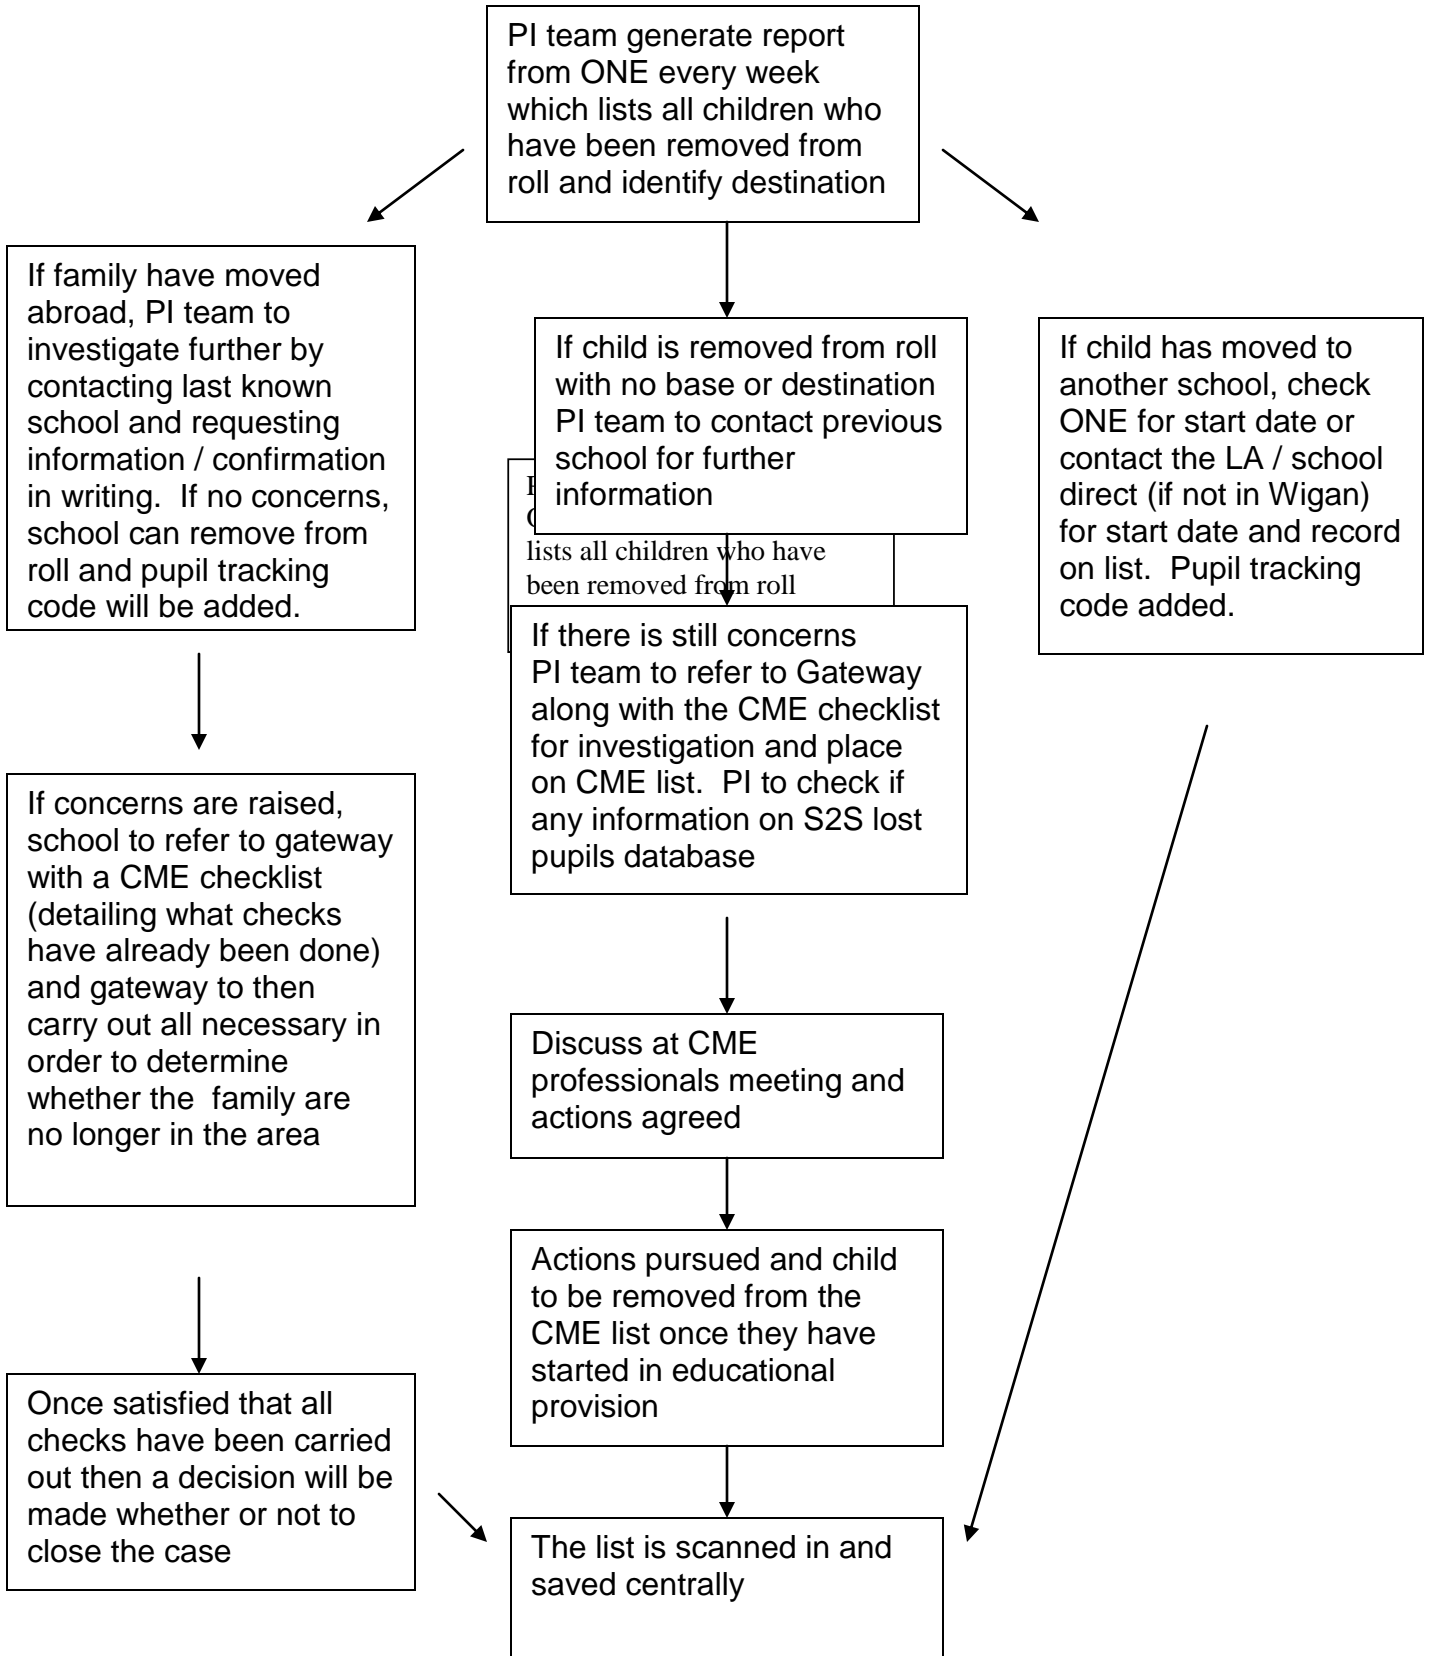 PI team generate report
from ONE every week
which lists all children who
have been removed from
roll and identify destination
If family have moved
abroad, PI team to
investigate further by
contacting last known
school and requesting
information / confirmation
in writing.  If no concerns,
school can remove from
roll and pupil tracking
code will be added.
If child is removed from roll
with no base or destination
PI team to contact previous
school for further
information
If child has moved to
another school, check
ONE for start date or
contact the LA / school
direct (if not in Wigan)
for start date and record
on list.  Pupil tracking
code added.
lists all children who have
been removed from roll
If there is still concerns
PI team to refer to Gateway
along with the CME checklist
for investigation and place
on CME list.  PI to check if
any information on S2S lost
pupils database
If concerns are raised,
school to refer to gateway
with a CME checklist
(detailing what checks
have already been done)
and gateway to then
carry out all necessary in
order to determine
whether the  family are
no longer in the area
Discuss at CME
professionals meeting and
actions agreed
Actions pursued and child
to be removed from the
CME list once they have
started in educational
provision
Once satisfied that all
checks have been carried
out then a decision will be
made whether or not to
close the case
The list is scanned in and
saved centrally